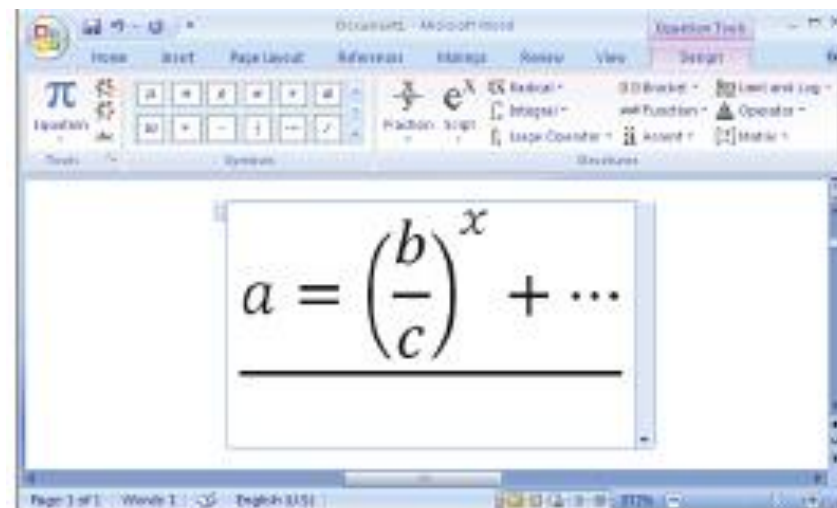 Document1 - Microsoft Word Equation Tools
Home Insert Page Layout References Mailings Review View Design
π Equation
Fraction
eˣ Script
Radical
Integral
Large Operator
Bracket
Function
Accent
Limit and Log
Operator
Matrix
Tools Symbols Structures
a = (b/c)ˣ + ⋯
Page 1 of 1 Words: 1 English (U.S.)